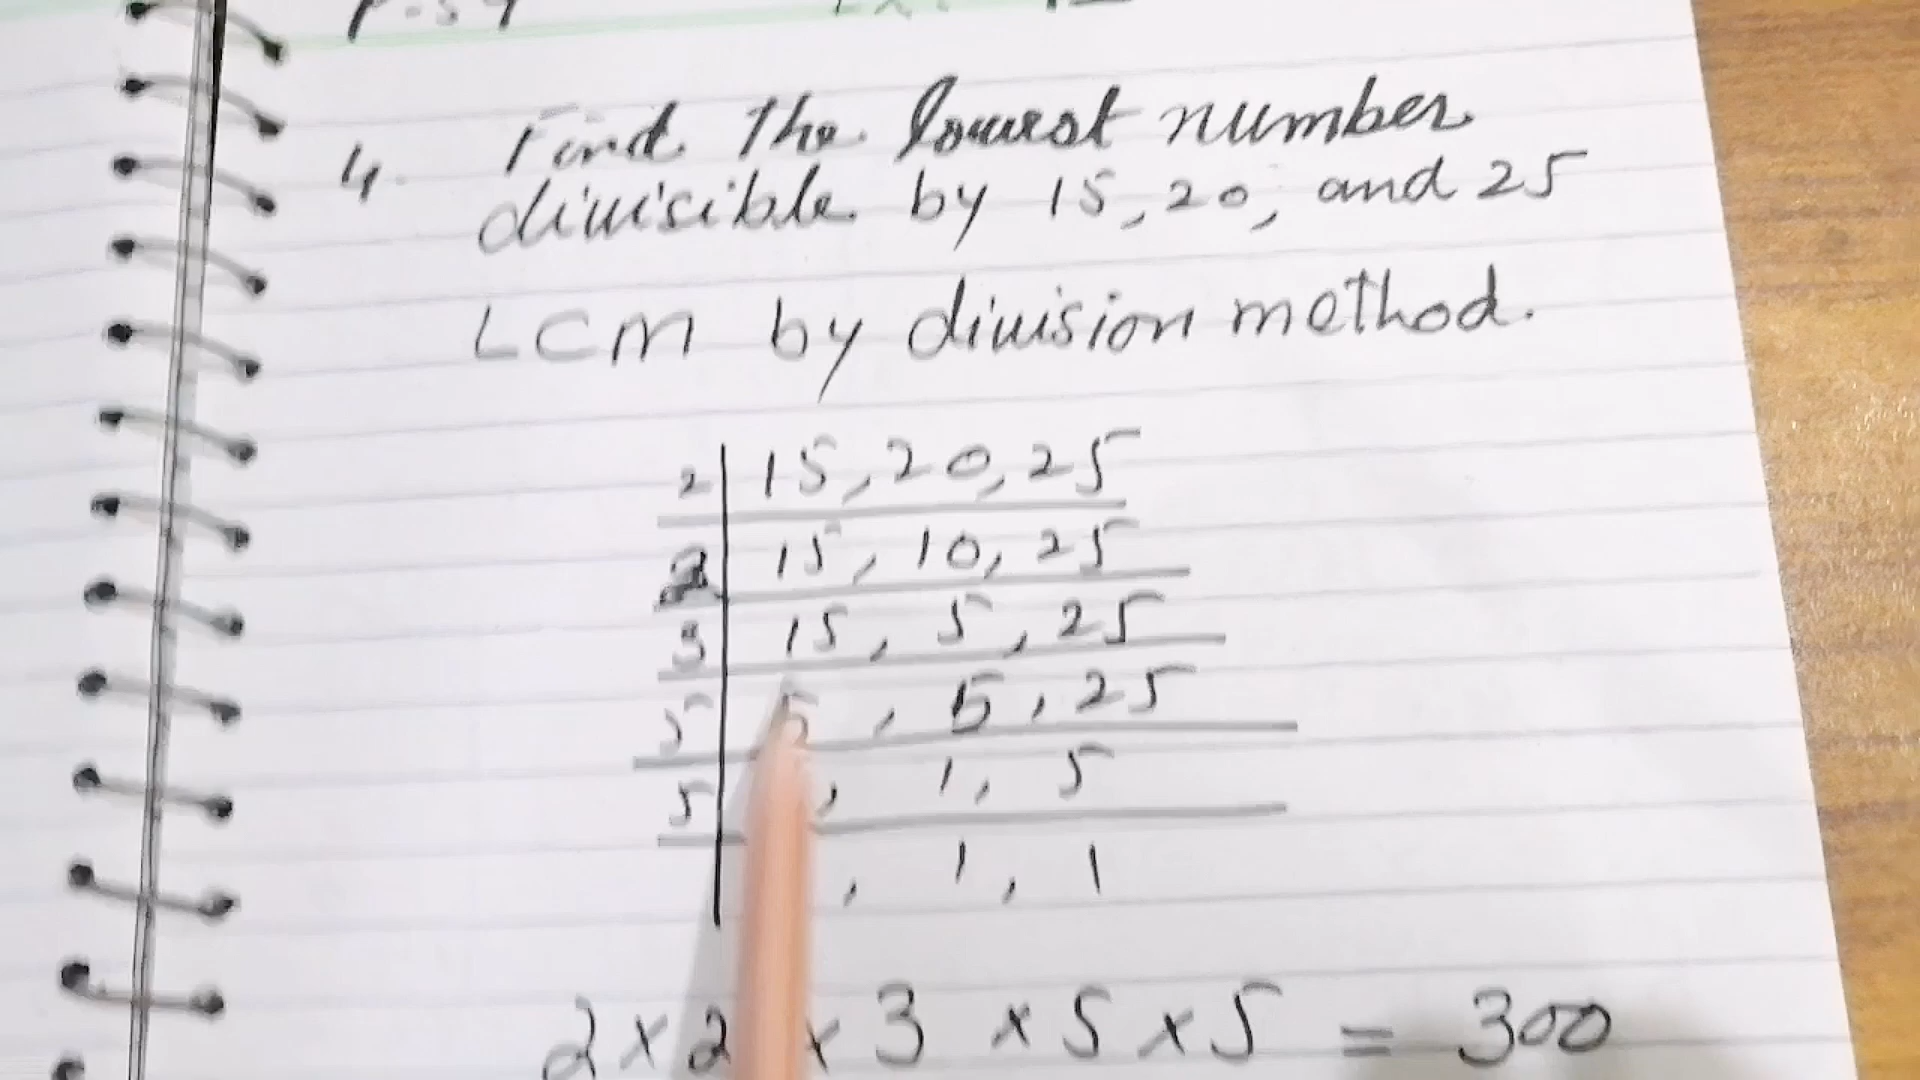 4. Find the lowest number
divisible by 15, 20, and 25
LCM by division method.
2 | 15, 20, 25
2 | 15, 10, 25
3 | 15, 5, 25
5 | 5, 5, 25
5 | , 1, 5
, 1, 1
2 x 2 x 3 x 5 x 5 = 300